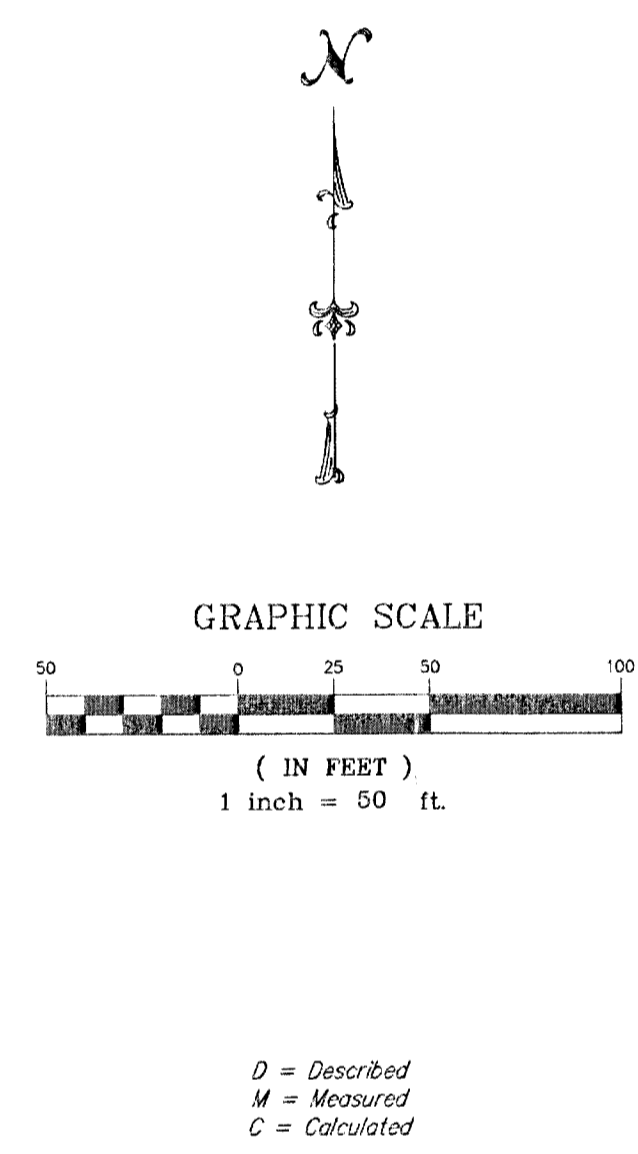 N
GRAPHIC SCALE
50 0 25 50 100
( IN FEET )
1 inch = 50 ft.
D = Described
M = Measured
C = Calculated